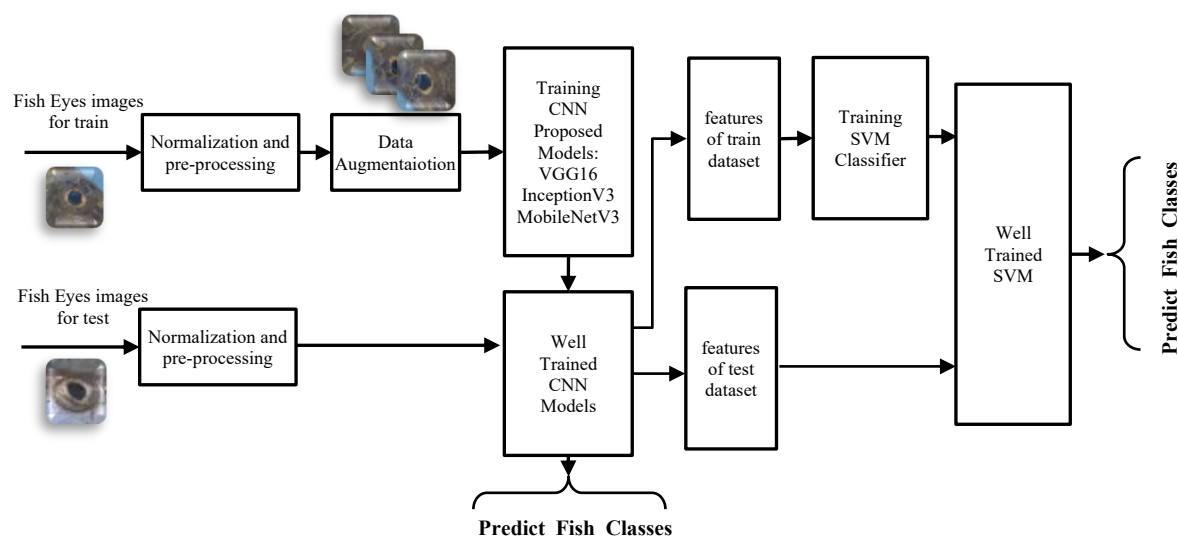 Fish Eyes images
for train
Normalization and
pre-processing
Data
Augmentaiotion
Training
CNN
Proposed
Models:
VGG16
InceptionV3
MobileNetV3
features
of train
dataset
Training
SVM
Classifier
Well
Trained
SVM
Predict Fish Classes
Fish Eyes images
for test
Normalization and
pre-processing
Well
Trained
CNN
Models
features
of test
dataset
Predict Fish Classes